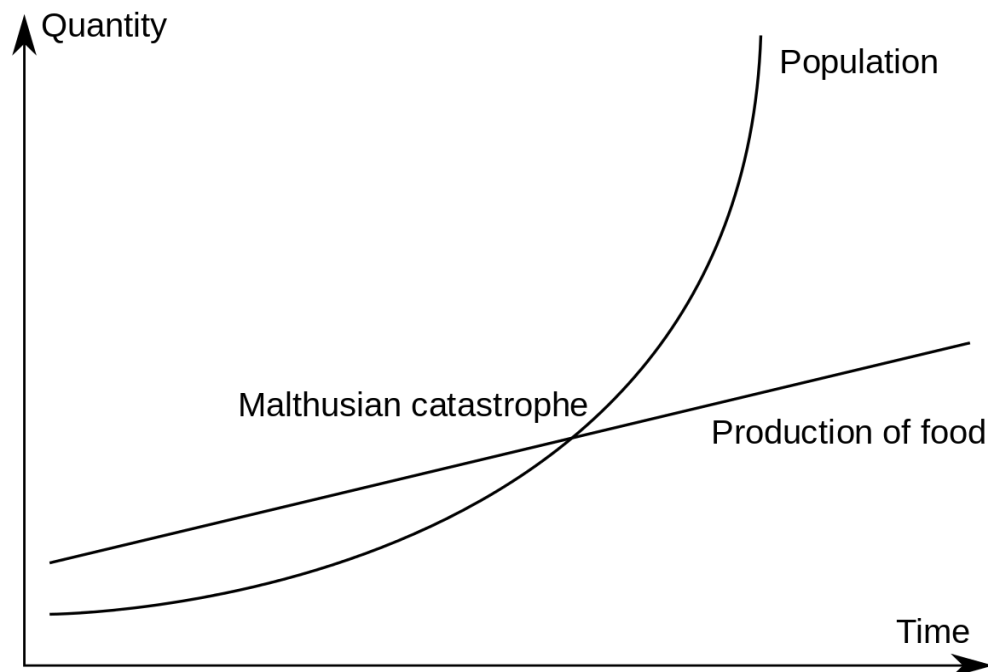 Quantity
Population
Malthusian catastrophe
Production of food
Time